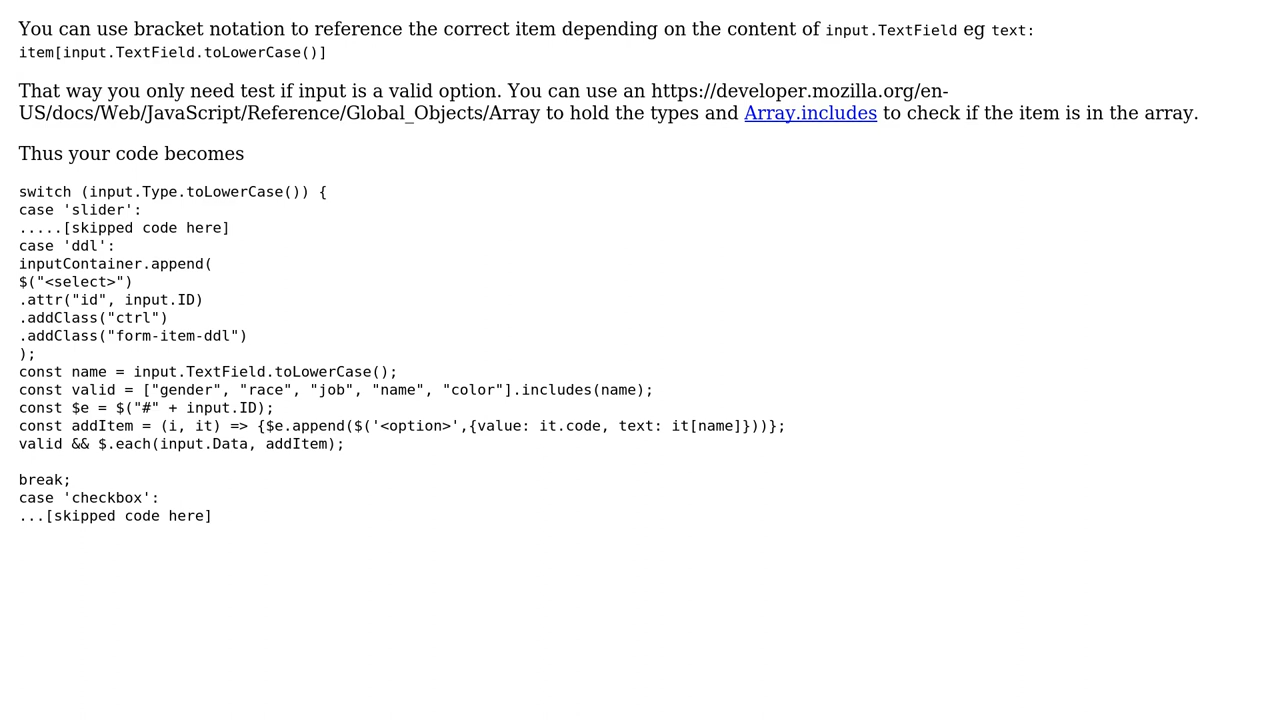 You can use bracket notation to reference the correct item depending on the content of input.TextField eg text:
item[input.TextField.toLowerCase()]
That way you only need test if input is a valid option. You can use an https://developer.mozilla.org/en-
US/docs/Web/JavaScript/Reference/Global_Objects/Array to hold the types and Array.includes to check if the item is in the array.
Thus your code becomes
switch (input.Type.toLowerCase()) {
case 'slider':
.....[skipped code here]
case 'ddl':
inputContainer.append(
$("<select>")
.attr("id", input.ID)
.addClass("ctrl")
.addClass("form-item-ddl")
);
const name = input.TextField.toLowerCase();
const valid = ["gender", "race", "job", "name", "color"].includes(name);
const $e = $("#" + input.ID);
const addItem = (i, it) => {$e.append($('<option>',{value: it.code, text: it[name]}))};
valid && $.each(input.Data, addItem);
break;
case 'checkbox':
...[skipped code here]